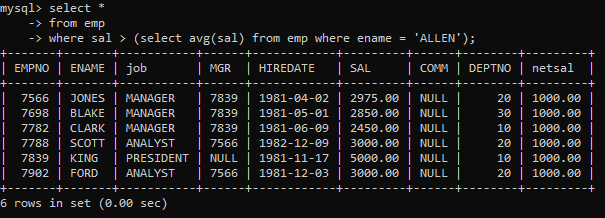 mysql> select *
    -> from emp
    -> where sal > (select avg(sal) from emp where ename = 'ALLEN');
+-------+-------+-----------+------+------------+---------+------+--------+---------+
| EMPNO | ENAME | job       | MGR  | HIREDATE   | SAL     | COMM | DEPTNO | netsal  |
+-------+-------+-----------+------+------------+---------+------+--------+---------+
|  7566 | JONES | MANAGER   | 7839 | 1981-04-02 | 2975.00 | NULL |     20 | 1000.00 |
|  7698 | BLAKE | MANAGER   | 7839 | 1981-05-01 | 2850.00 | NULL |     30 | 1000.00 |
|  7782 | CLARK | MANAGER   | 7839 | 1981-06-09 | 2450.00 | NULL |     10 | 1000.00 |
|  7788 | SCOTT | ANALYST   | 7566 | 1982-12-09 | 3000.00 | NULL |     20 | 1000.00 |
|  7839 | KING  | PRESIDENT | NULL | 1981-11-17 | 5000.00 | NULL |     10 | 1000.00 |
|  7902 | FORD  | ANALYST   | 7566 | 1981-12-03 | 3000.00 | NULL |     20 | 1000.00 |
+-------+-------+-----------+------+------------+---------+------+--------+---------+
6 rows in set (0.00 sec)